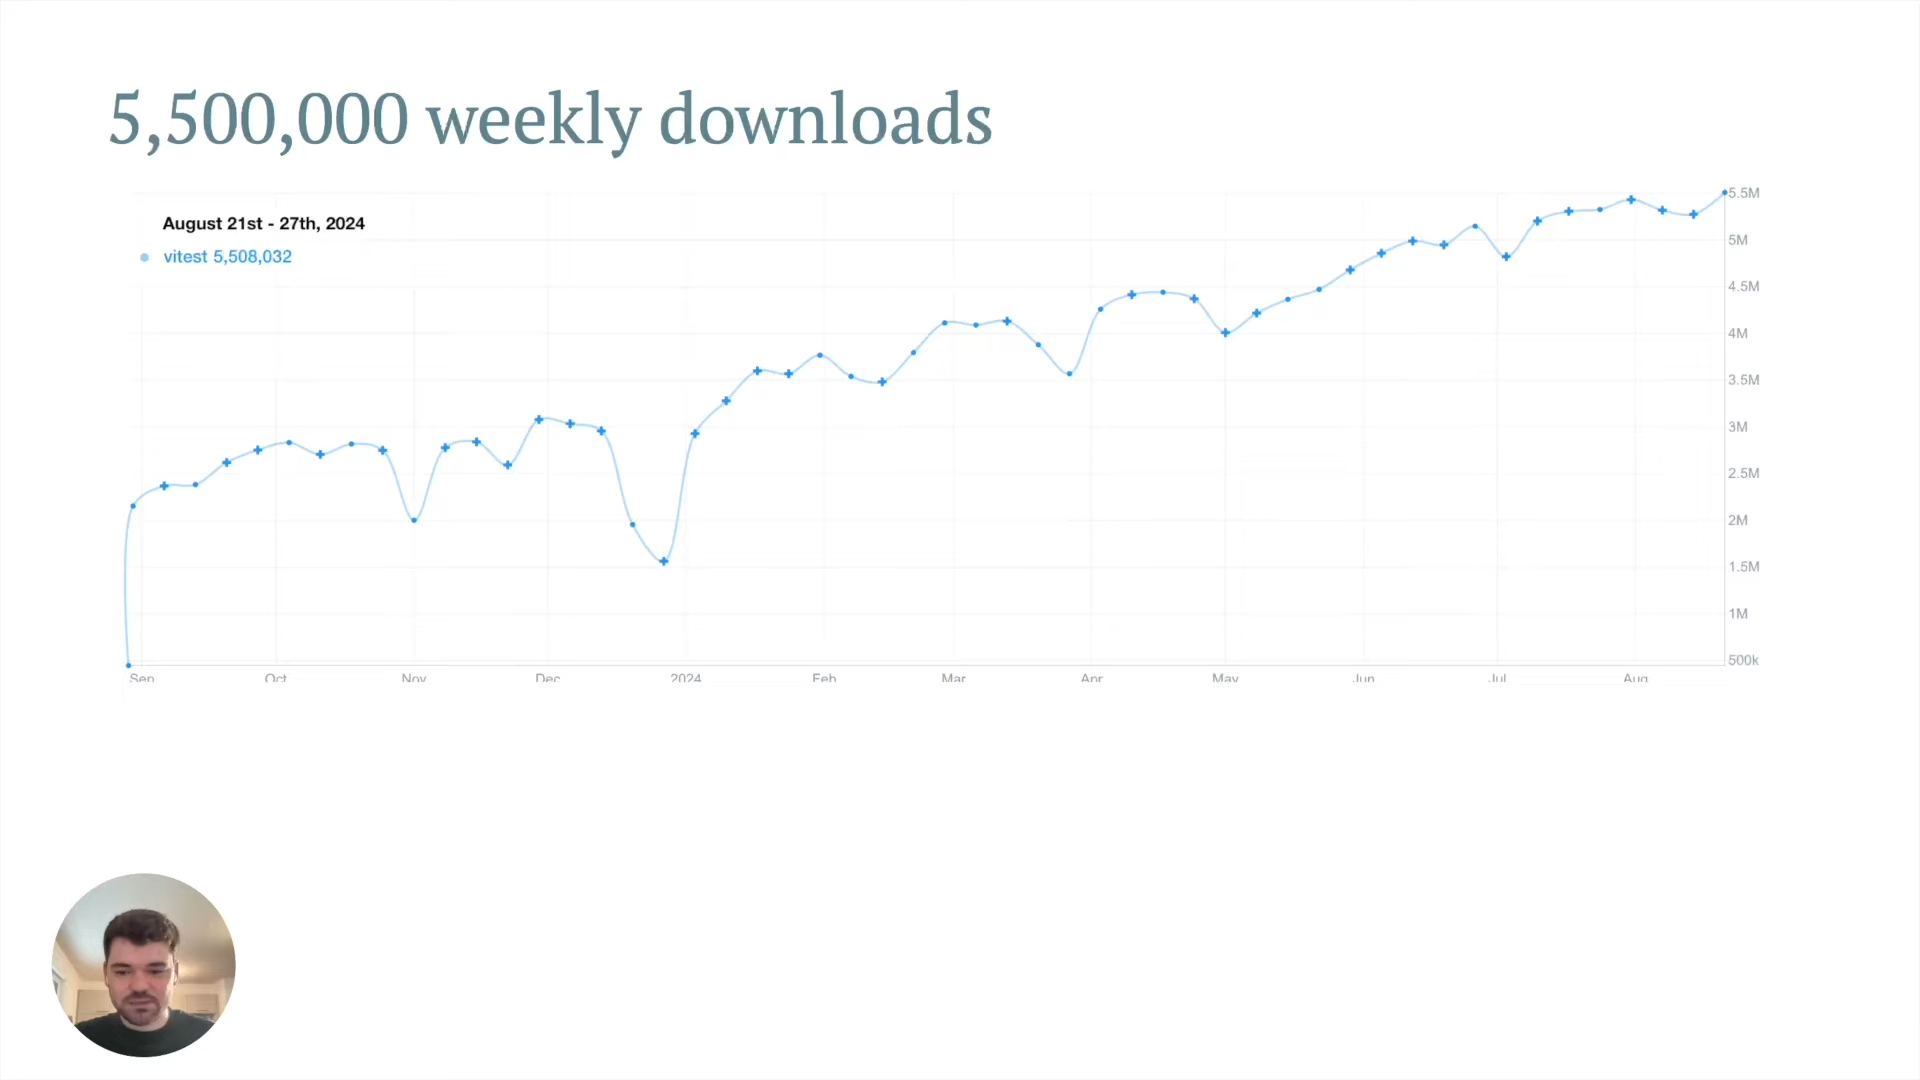 5,500,000 weekly downloads
August 21st - 27th, 2024
vitest 5,508,032
5.5M
5M
4.5M
4M
3.5M
3M
2.5M
2M
1.5M
1M
500k
Sep Oct Nov Dec 2024 Feb Mar Apr May Jun Jul Aug